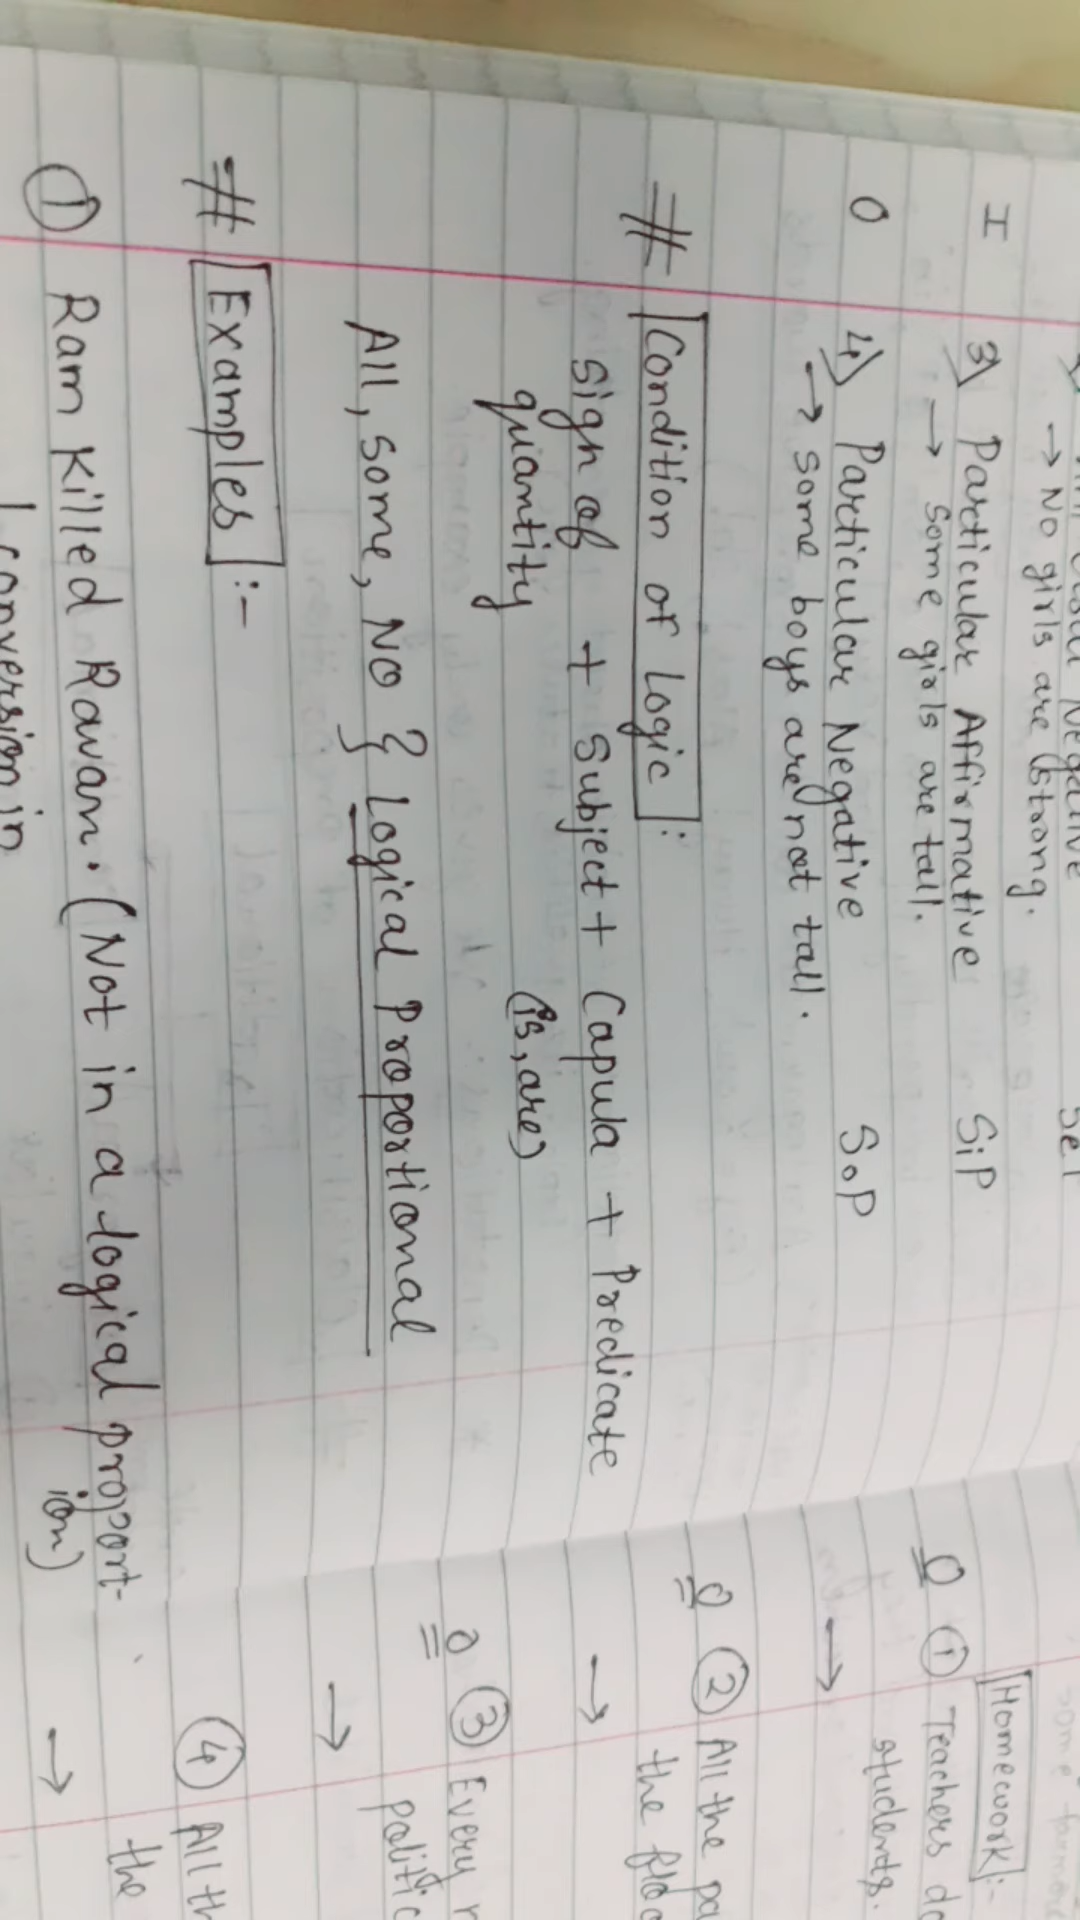 → No girls are strong.
I 3) Particular Affirmative SiP
→ some girls are tall.
O 4) Particular Negative SoP
→ some boys are not tall.
# Condition of Logic :
sign of + Subject + Capula + Predicate
quantity (is, are)
All, some, No } Logical Proportional
# Examples :-
① Ram killed Ravan. (Not in a logical proport-
ion)
conversion in
Homework :-
Q ① Teachers
students.
→
Q ② All the
the
→
Q ③ Every
→
④ All
the
→